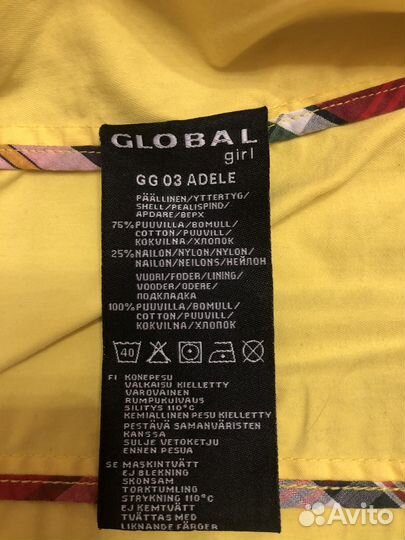 GLOBAL
girl
GG 03 ADELE
PÄÄLLINEN/YTTERTYG/
SHELL/PEALISPIND/
APDARE/ВЕРХ
75% PUUVILLA/BOMULL/
COTTON/PUUVILL/
KOKVILNA/ХЛОПОК
25% NAILON/NYLON/NYLON/
NAILON/NEILONS/НЕЙЛОН
VUORI/FODER/LINING/
VOODER/ODERE/
ПОДКЛАДКА
100% PUUVILLA/BOMULL/
COTTON/PUUVILL/
KOKVILNA/ХЛОПОК
40
FI KONEPESU
VALKAISU KIELLETTY
VAROVAINEN
RUMPUKUIVAUS
SILITYS 110°C
KEMIALLINEN PESU KIELLETTY
PESTÄVÄ SAMANVÄRISTEN
KANSSA
SULJE VETOKETJU
ENNEN PESUA
SE MASKINTVÄTT
EJ BLEKNING
SKONSAM
TORKTUMLING
STRYKNING 110°C
EJ KEMTVÄTT
TVÄTTAS MED
LIKNANDE FÄRGER
Avito